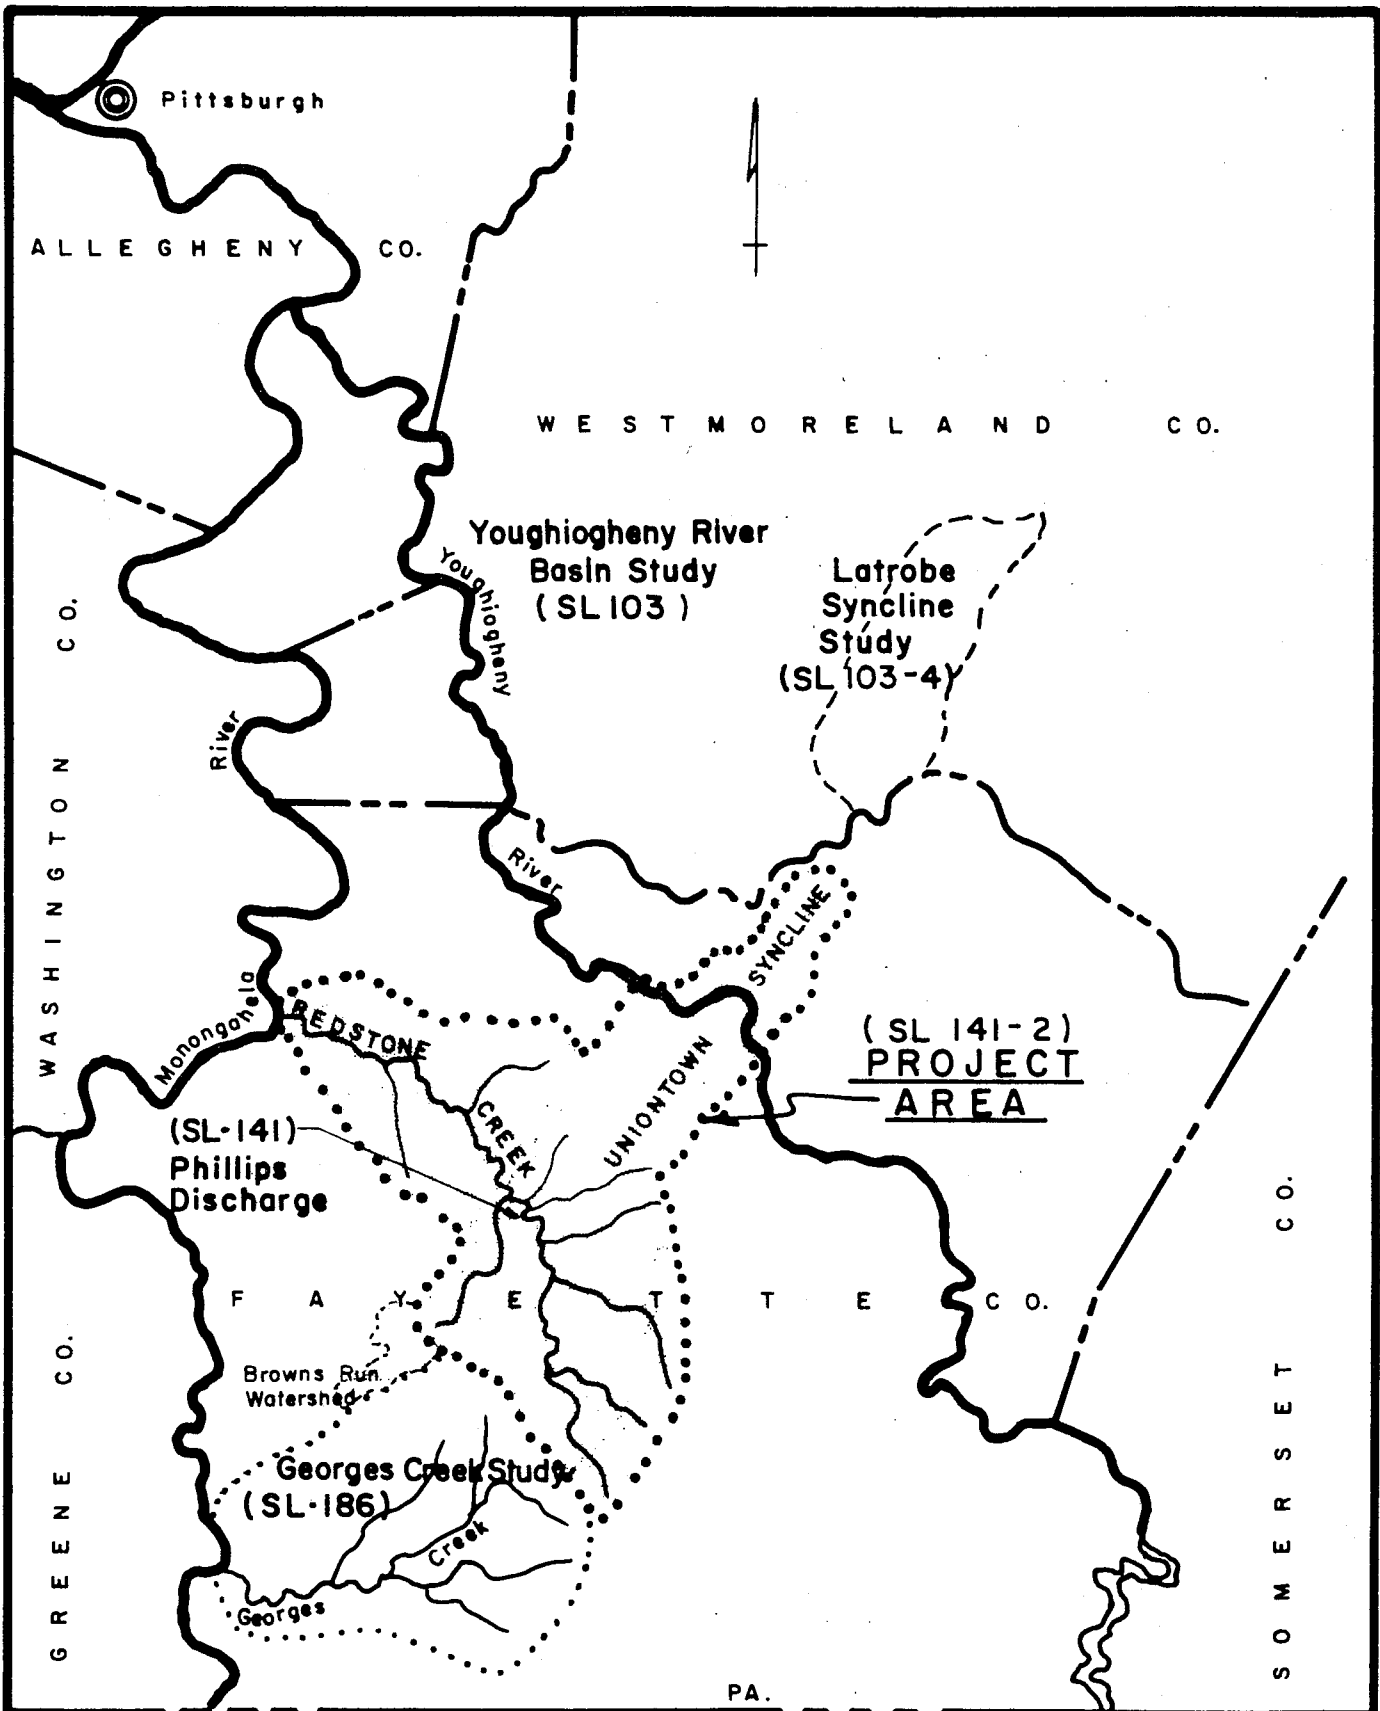 Pittsburgh
ALLEGHENY CO.
WESTMORELAND CO.
Youghiogheny River
Basin Study
(SL 103)
Latrobe
Syncline
Study
(SL 103-4)
Youghiogheny
River
River
Monongahela
WASHINGTON CO.
SYNCLINE
UNIONTOWN
REDSTONE
CREEK
(SL 141-2)
PROJECT
AREA
(SL-141)
Phillips
Discharge
FAYETTE CO.
Browns Run
Watershed
Georges Creek Study
(SL-186)
Creek
Georges
GREENE CO.
SOMERSET CO.
PA.